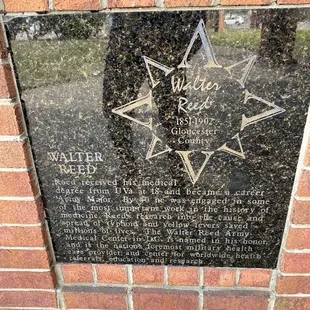 Walter
Reed
1851-1902
Gloucester
County
WALTER
REED
Reed received his medical
degree from UVa at 18 and became a career
Army Major. By 40 he was engaged in some
of the most important work in the history of
medicine. Reed's research into the cause and
spread of typhoid and yellow fevers saved
millions of lives. The Walter Reed Army
Medical Center in DC is named in his honor
and is the nation's foremost military health
care provider and center for worldwide health
referrals, education and research.